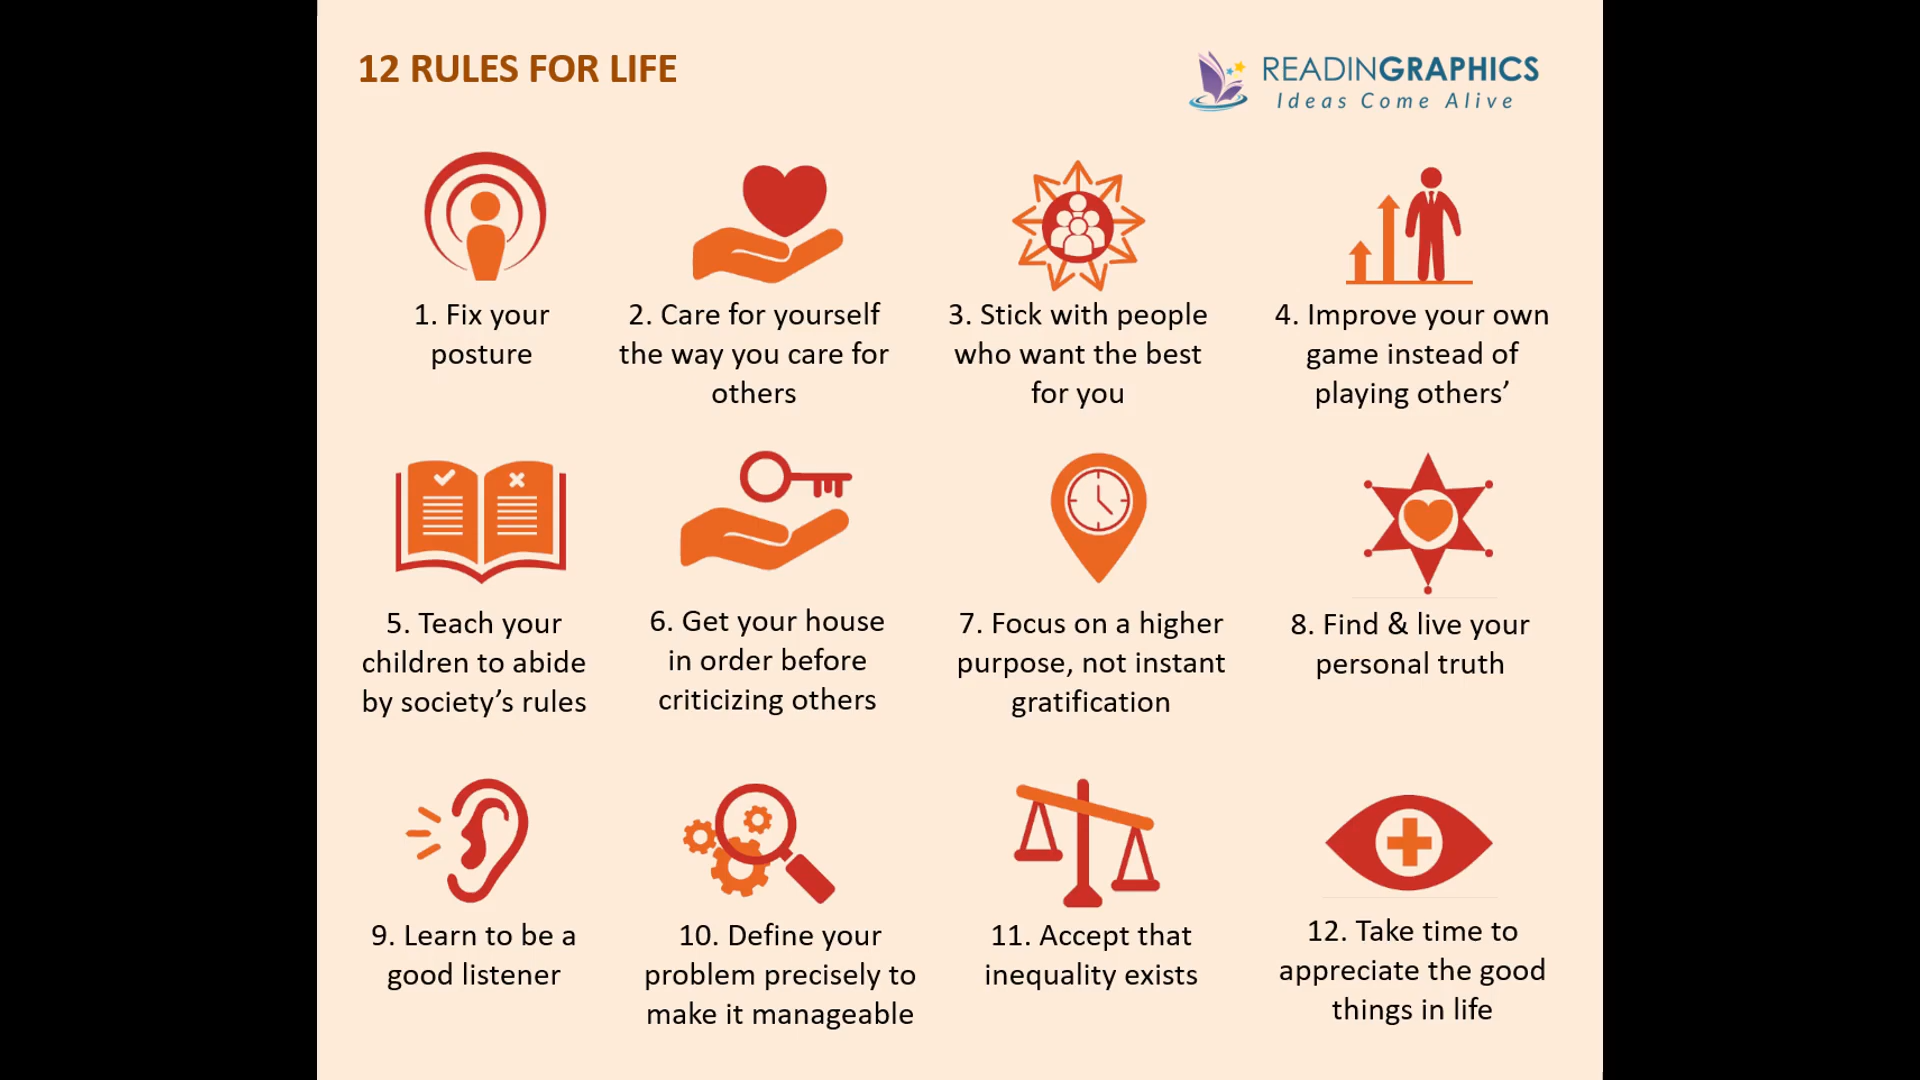 12 RULES FOR LIFE
READINGRAPHICS
Ideas Come Alive
1. Fix your
posture
2. Care for yourself
the way you care for
others
3. Stick with people
who want the best
for you
4. Improve your own
game instead of
playing others’
5. Teach your
children to abide
by society’s rules
6. Get your house
in order before
criticizing others
7. Focus on a higher
purpose, not instant
gratification
8. Find & live your
personal truth
9. Learn to be a
good listener
10. Define your
problem precisely to
make it manageable
11. Accept that
inequality exists
12. Take time to
appreciate the good
things in life